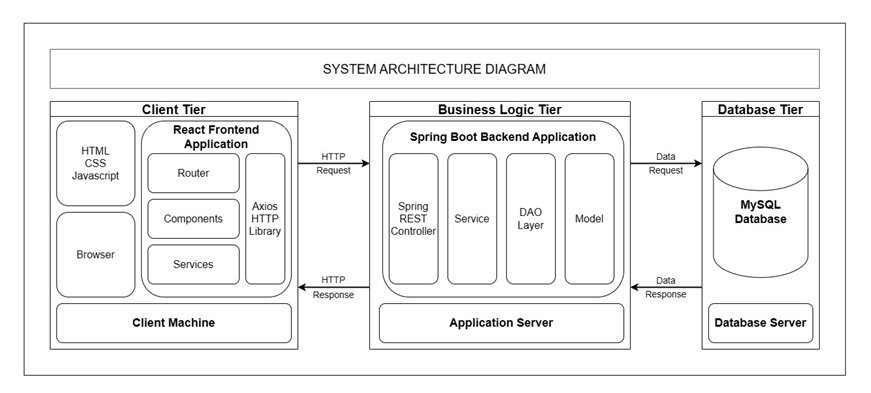 SYSTEM ARCHITECTURE DIAGRAM
Client Tier
HTML
CSS
Javascript
Browser
React Frontend
Application
Router
Components
Services
Axios
HTTP
Library
Client Machine
HTTP
Request
HTTP
Response
Business Logic Tier
Spring Boot Backend Application
Spring
REST
Controller
Service
DAO
Layer
Model
Application Server
Data
Request
Data
Response
Database Tier
MySQL
Database
Database Server